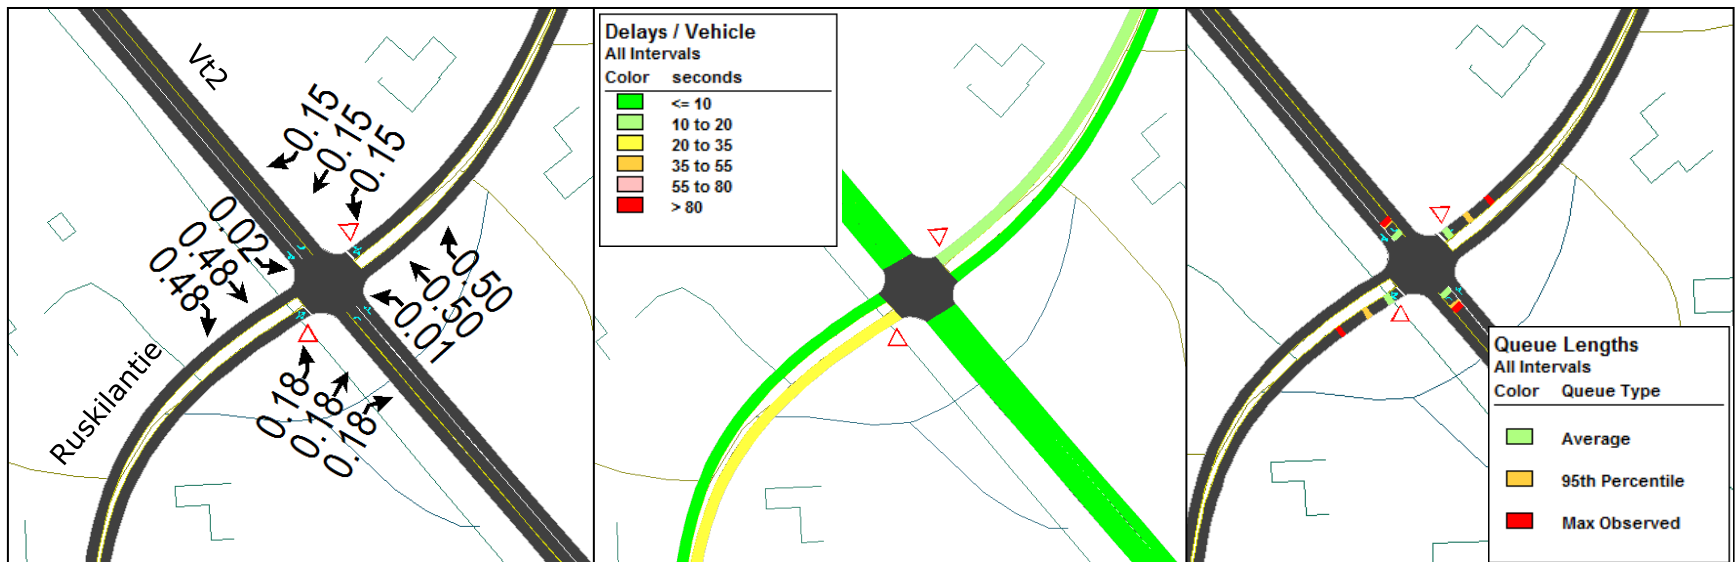 Vt2
0.15
0.15
0.15
0.02
0.48
0.48
0.50
0.50
0.01
Ruskilantie
0.18
0.18
0.18
Delays / Vehicle
All Intervals
Color seconds
<= 10
10 to 20
20 to 35
35 to 55
55 to 80
> 80
Queue Lengths
All Intervals
Color Queue Type
Average
95th Percentile
Max Observed